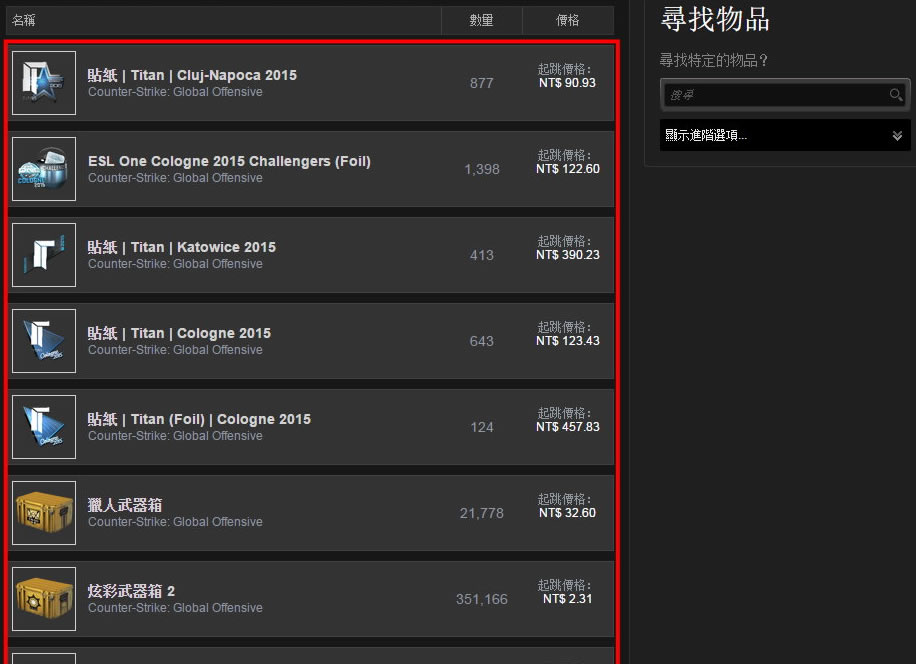 名稱 數量 價格
貼紙 | Titan | Cluj-Napoca 2015
Counter-Strike: Global Offensive
877
起跳價格：
NT$ 90.93
ESL One Cologne 2015 Challengers (Foil)
Counter-Strike: Global Offensive
1,398
起跳價格：
NT$ 122.60
貼紙 | Titan | Katowice 2015
Counter-Strike: Global Offensive
413
起跳價格：
NT$ 390.23
貼紙 | Titan | Cologne 2015
Counter-Strike: Global Offensive
643
起跳價格：
NT$ 123.43
貼紙 | Titan (Foil) | Cologne 2015
Counter-Strike: Global Offensive
124
起跳價格：
NT$ 457.83
獵人武器箱
Counter-Strike: Global Offensive
21,778
起跳價格：
NT$ 32.60
炫彩武器箱 2
Counter-Strike: Global Offensive
351,166
起跳價格：
NT$ 2.31
尋找物品
尋找特定的物品？
搜尋
顯示進階選項...